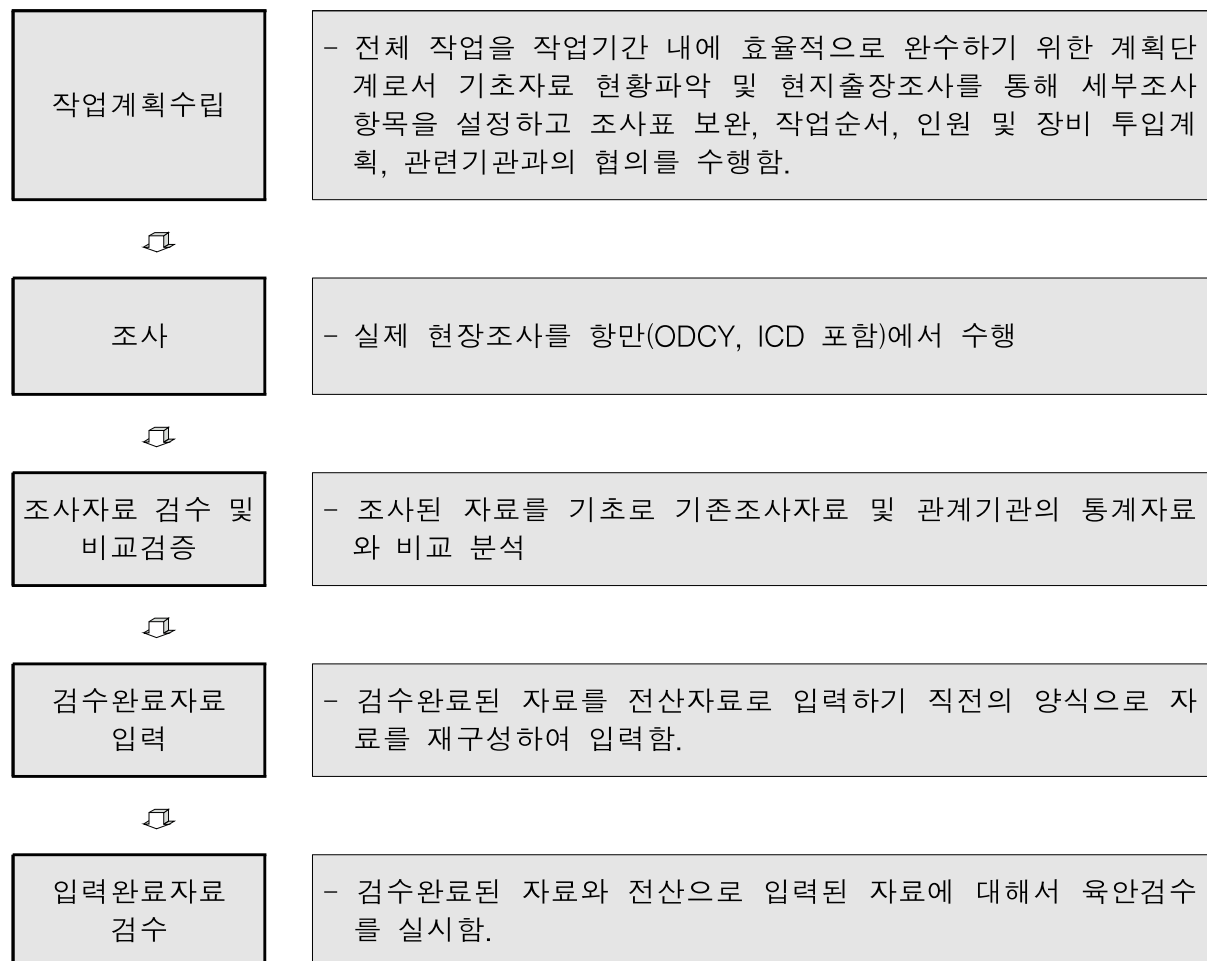 작업계획수립
- 전체 작업을 작업기간 내에 효율적으로 완수하기 위한 계획단
계로서 기초자료 현황파악 및 현지출장조사를 통해 세부조사
항목을 설정하고 조사표 보완, 작업순서, 인원 및 장비 투입계
획, 관련기관과의 협의를 수행함.
조사
- 실제 현장조사를 항만(ODCY, ICD 포함)에서 수행
조사자료 검수 및
비교검증
- 조사된 자료를 기초로 기존조사자료 및 관계기관의 통계자료
와 비교 분석
검수완료자료
입력
- 검수완료된 자료를 전산자료로 입력하기 직전의 양식으로 자
료를 재구성하여 입력함.
입력완료자료
검수
- 검수완료된 자료와 전산으로 입력된 자료에 대해서 육안검수
를 실시함.